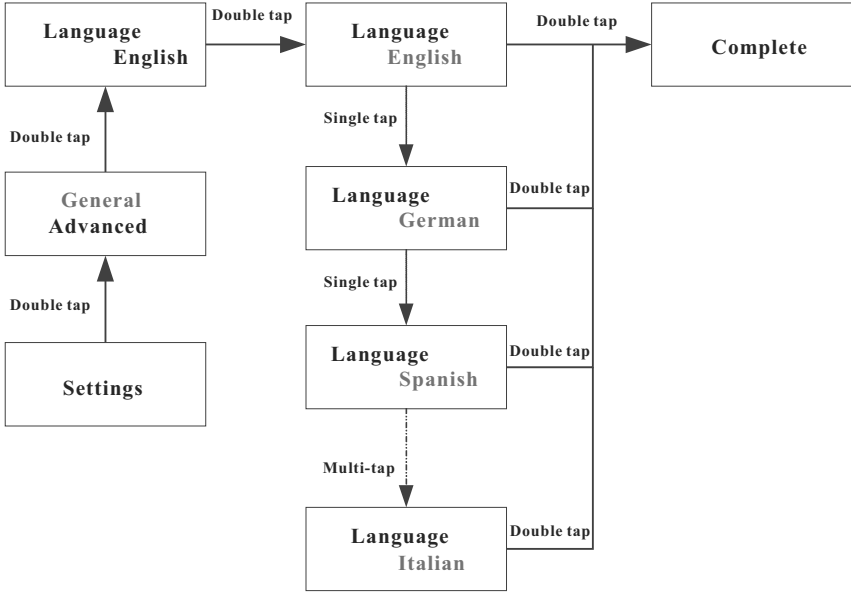 Double tap
Double tap
Language
English
Language
English
Complete
Double tap
Single tap
General
Advanced
Language
German
Double tap
Double tap
Single tap
Settings
Language
Spanish
Double tap
Multi-tap
Language
Italian
Double tap